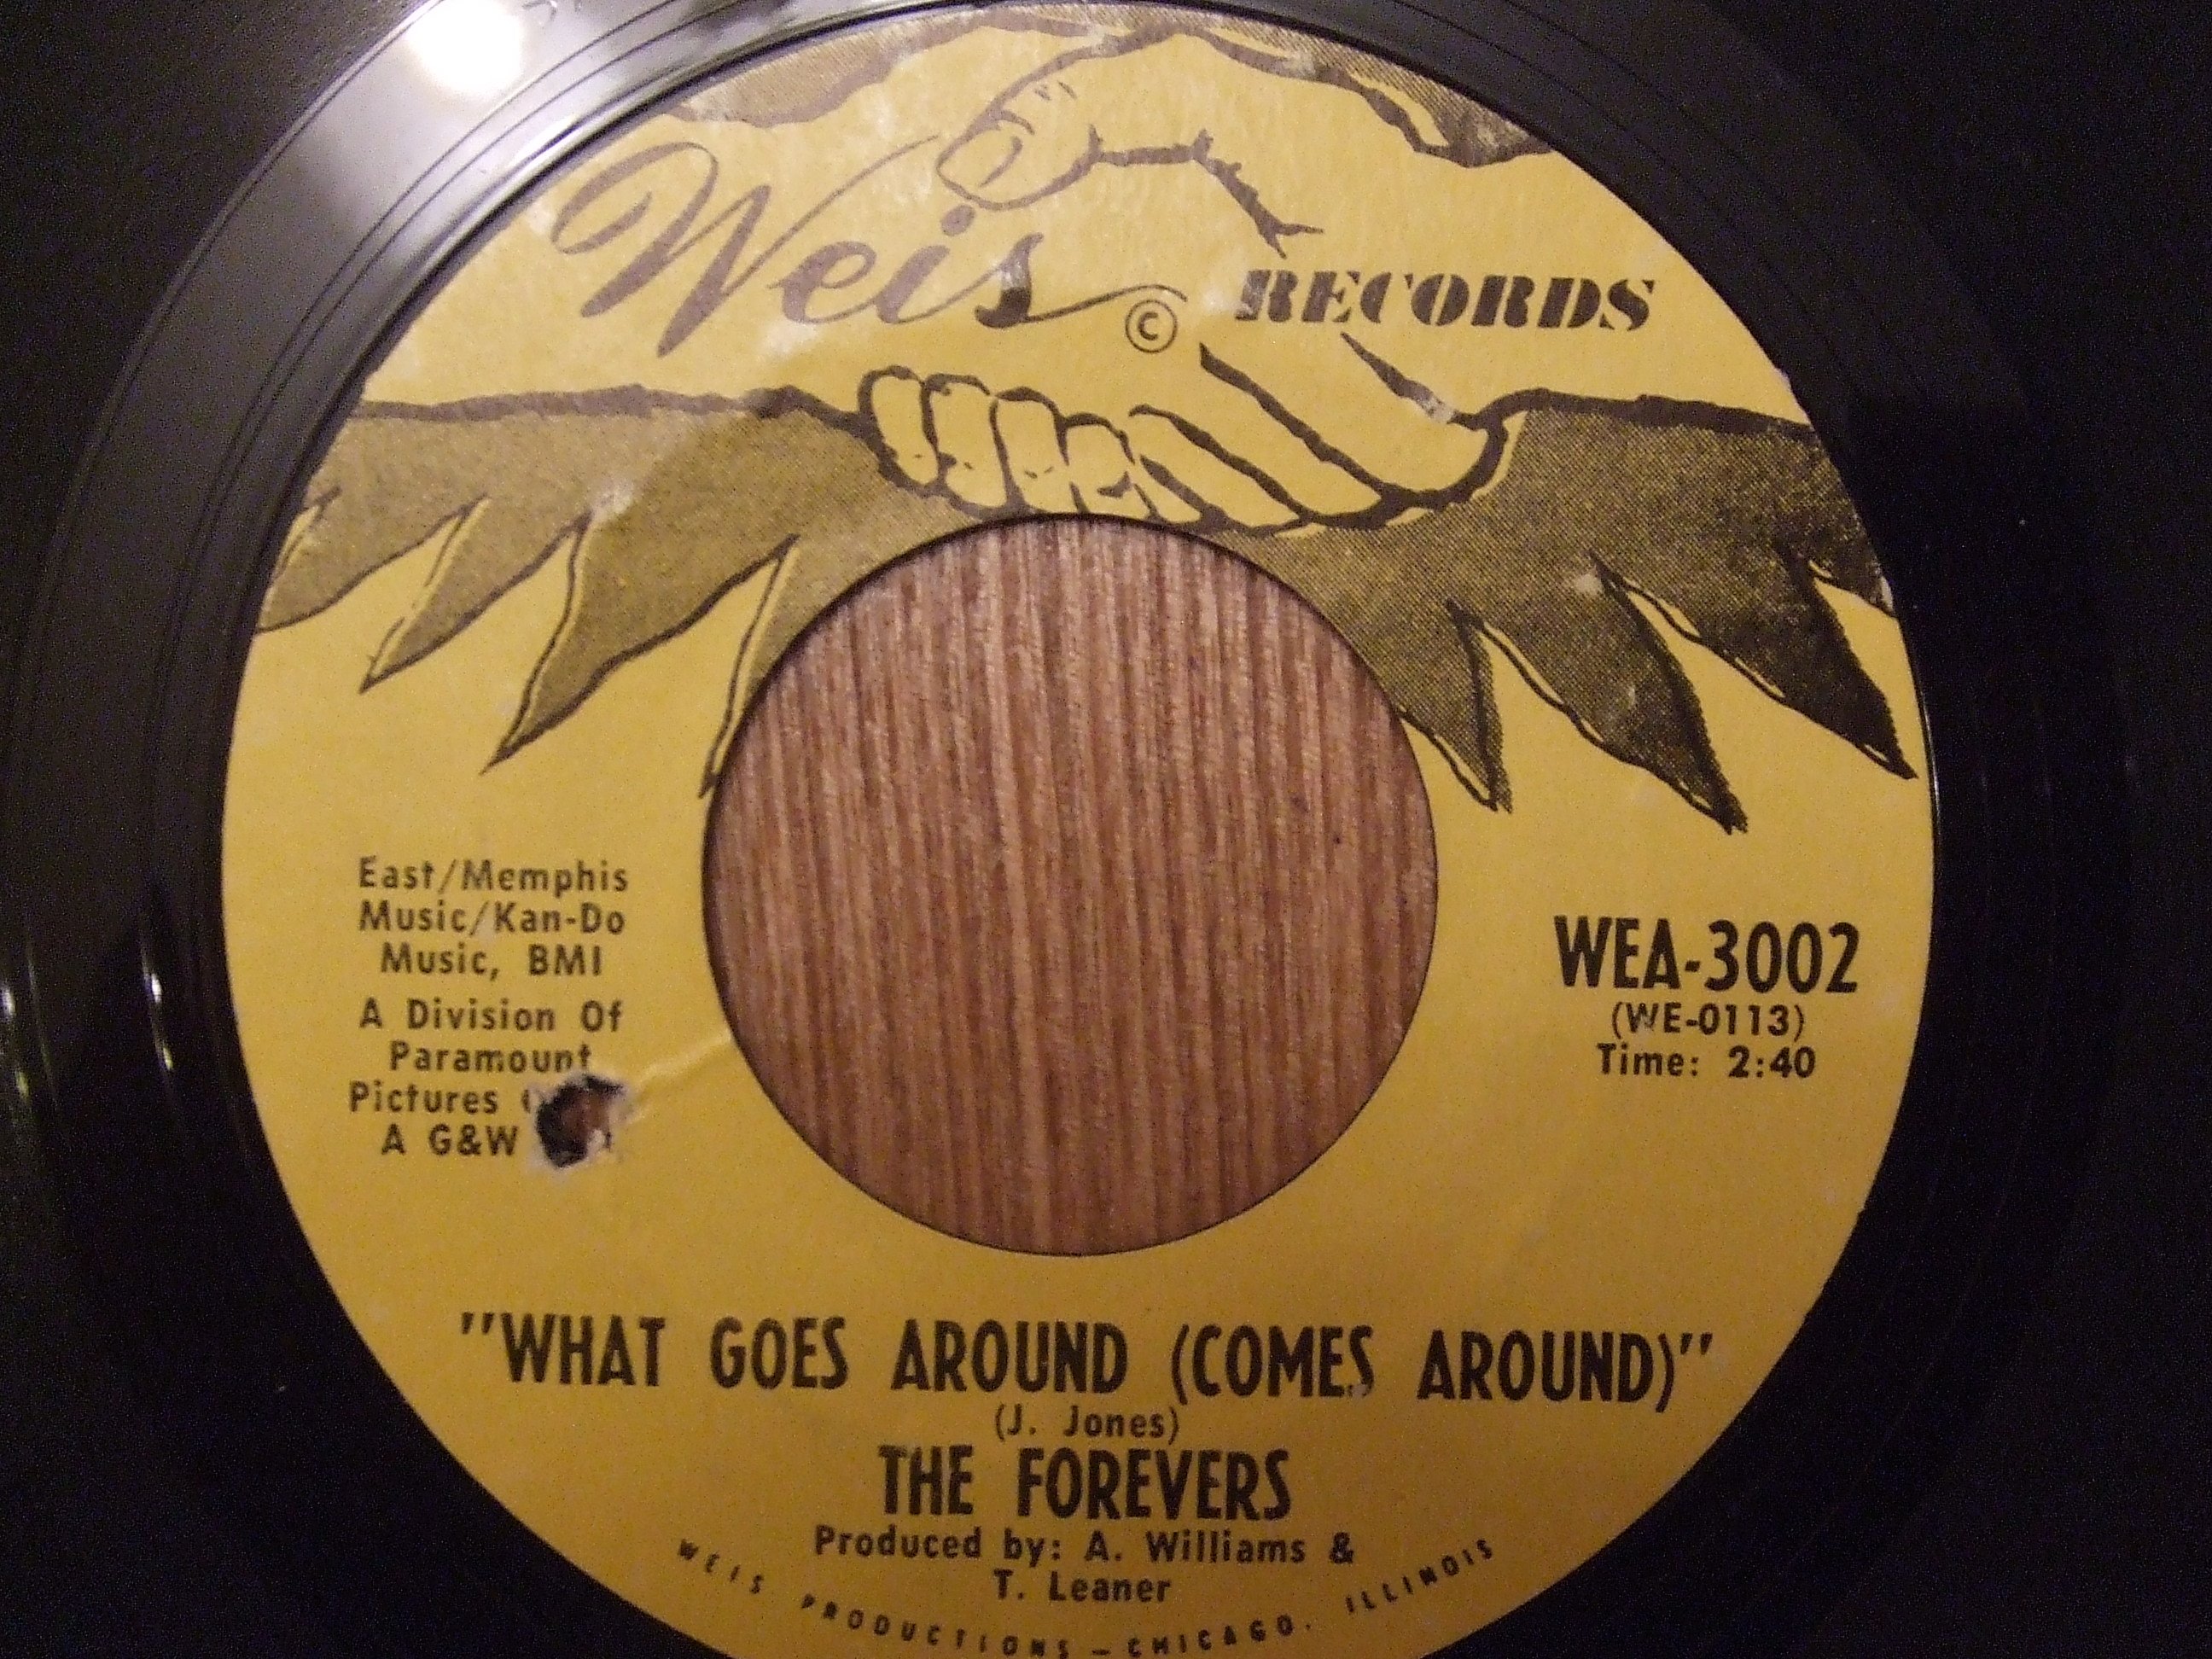 Weis © RECORDS
East/Memphis
Music/Kan-Do
Music, BMI
A Division Of
Paramount
Pictures
A G&W
WEA-3002
(WE-0113)
Time: 2:40
"WHAT GOES AROUND (COMES AROUND)"
(J. Jones)
THE FOREVERS
Produced by: A. Williams &
T. Leaner
WEIS PRODUCTIONS – CHICAGO, ILLINOIS